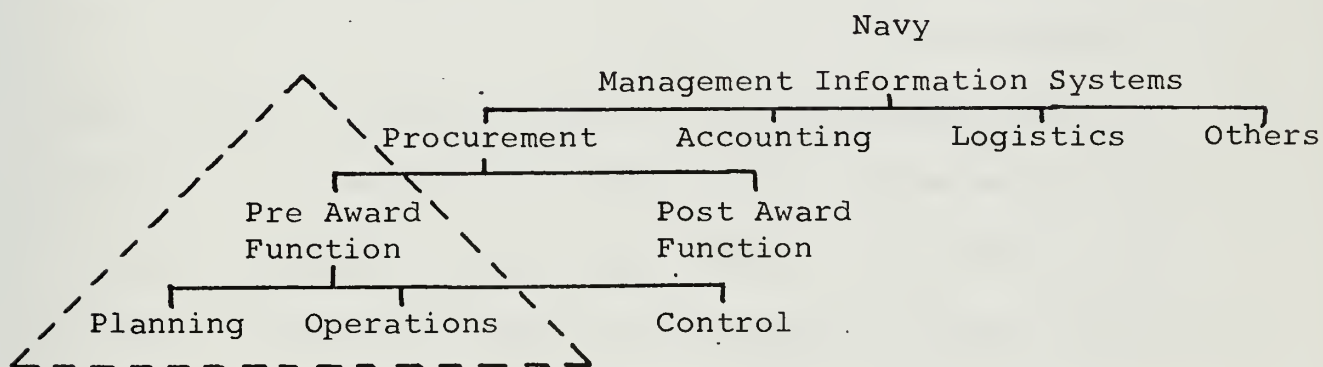 Navy
Management Information Systems
Procurement Accounting Logistics Others
Pre Award Post Award
Function Function
Planning Operations Control